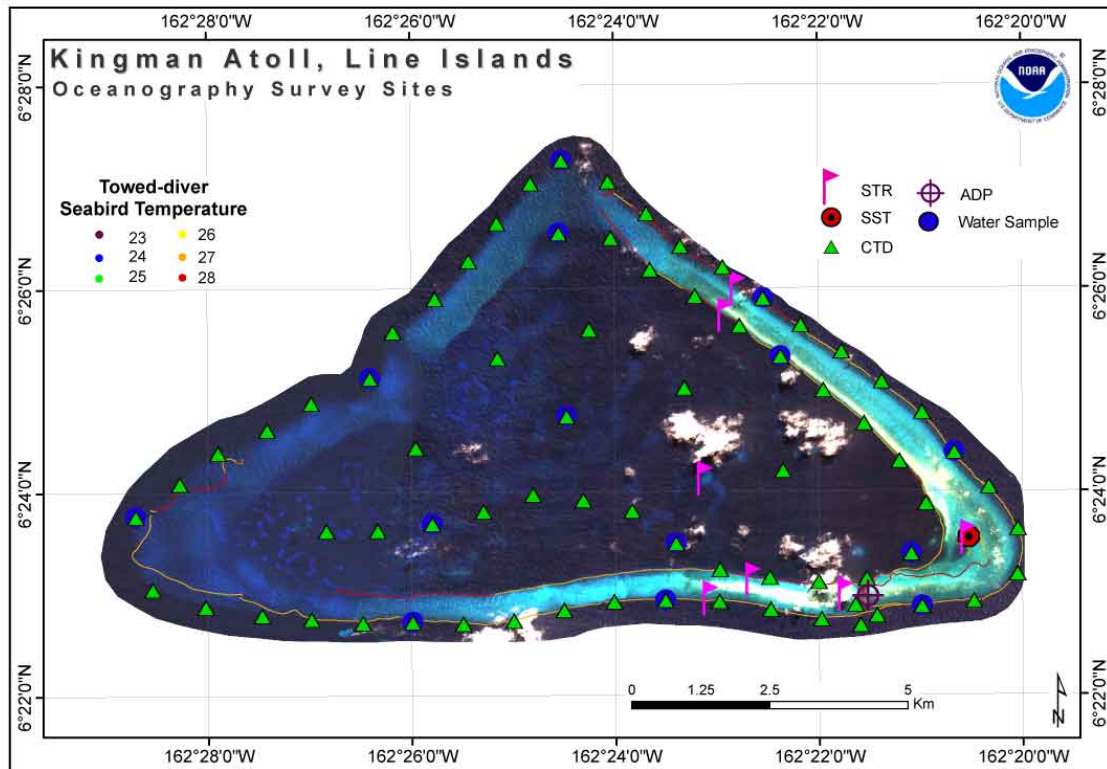 162°28'0"W 162°26'0"W 162°24'0"W 162°22'0"W 162°20'0"W
Kingman Atoll, Line Islands
Oceanography Survey Sites
NOAA
6°28'0"N 6°28'0"N
Towed-diver
Seabird Temperature
23 26
24 27
25 28
STR ADP
SST Water Sample
CTD
6°26'0"N 6°26'0"N
6°24'0"N 6°24'0"N
6°22'0"N 6°22'0"N
0 1.25 2.5 5
Km
N
162°28'0"W 162°26'0"W 162°24'0"W 162°22'0"W 162°20'0"W